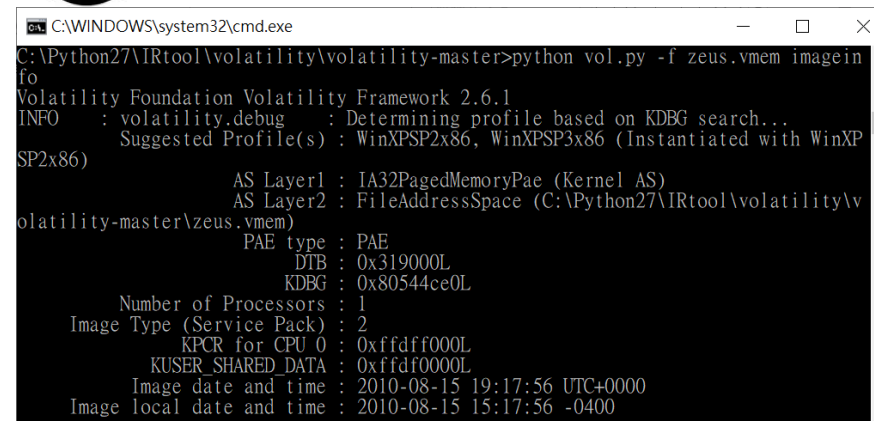 C:\WINDOWS\system32\cmd.exe
C:\Python27\IRtool\volatility\volatility-master>python vol.py -f zeus.vmem imagein
fo
Volatility Foundation Volatility Framework 2.6.1
INFO    : volatility.debug    : Determining profile based on KDBG search...
Suggested Profile(s) : WinXPSP2x86, WinXPSP3x86 (Instantiated with WinXP
SP2x86)
AS Layer1 : IA32PagedMemoryPae (Kernel AS)
AS Layer2 : FileAddressSpace (C:\Python27\IRtool\volatility\v
olatility-master\zeus.vmem)
PAE type : PAE
DTB : 0x319000L
KDBG : 0x80544ce0L
Number of Processors : 1
Image Type (Service Pack) : 2
KPCR for CPU 0 : 0xffdff000L
KUSER_SHARED_DATA : 0xffdf0000L
Image date and time : 2010-08-15 19:17:56 UTC+0000
Image local date and time : 2010-08-15 15:17:56 -0400